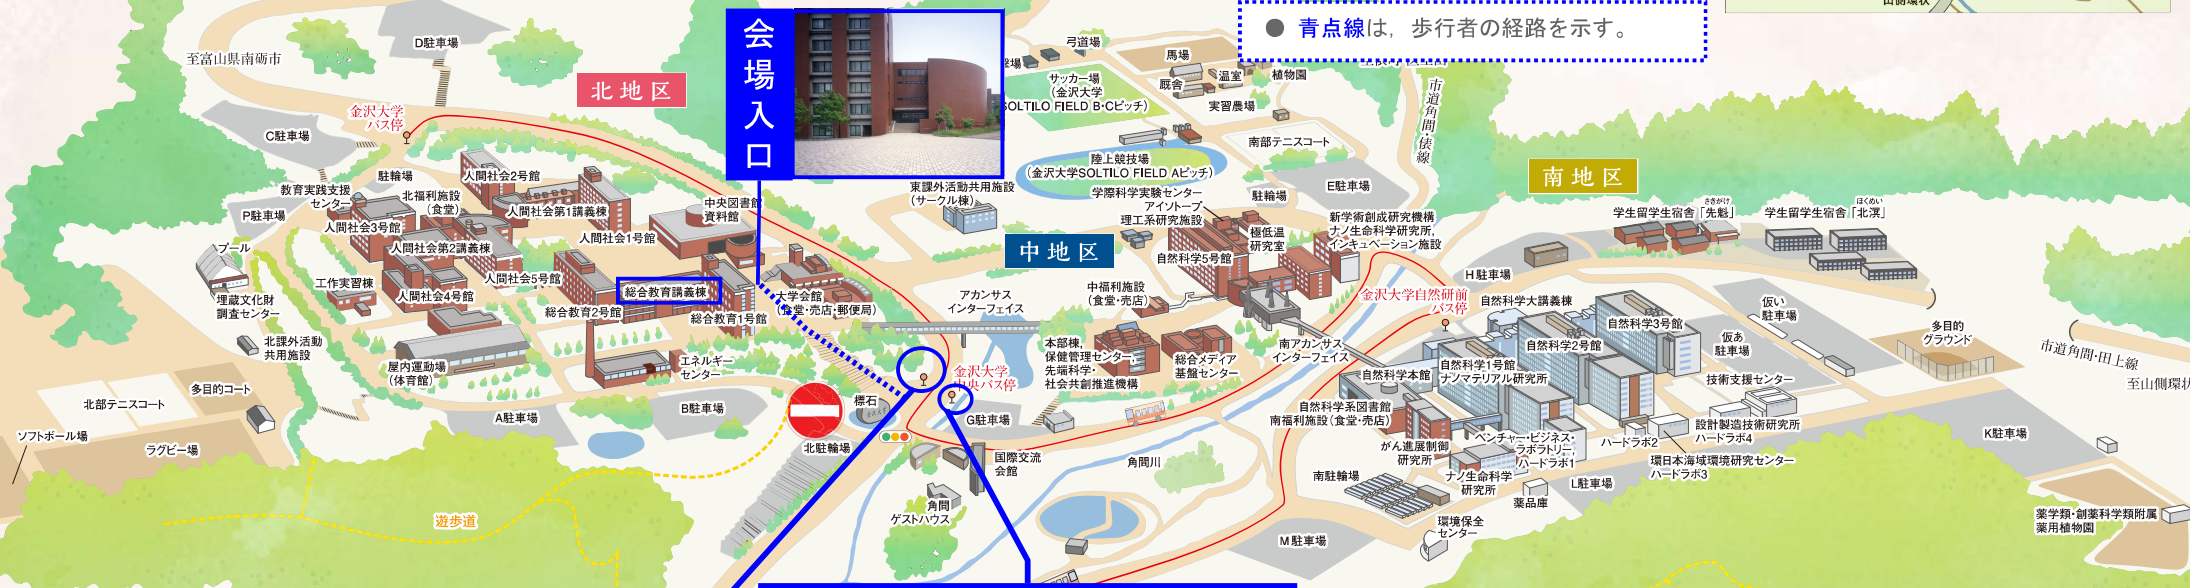 会場入口
● 青点線は，歩行者の経路を示す。
北地区
中地区
南地区
D駐車場
至富山県南砺市
金沢大学
バス停
C駐車場
駐輪場
教育実践支援
センター
P駐車場
北福利施設
（食堂）
人間社会2号館
人間社会第1講義棟
人間社会3号館
人間社会第2講義棟
人間社会1号館
中央図書館
資料館
プール
工作実習棟
人間社会4号館
人間社会5号館
総合教育講義棟
総合教育2号館
総合教育1号館
大学会館
（食堂・売店・郵便局）
埋蔵文化財
調査センター
北課外活動
共用施設
屋内運動場
（体育館）
エネルギー
センター
多目的コート
北部テニスコート
ソフトボール場
ラグビー場
A駐車場
B駐車場
標石
北駐輪場
遊歩道
弓道場
サッカー場
（金沢大学
SOLTILO FIELD B・Cピッチ）
馬場
厩舎
温室
植物園
実習農場
南部テニスコート
陸上競技場
（金沢大学SOLTILO FIELD Aピッチ）
市道角間・俵線
E駐車場
駐輪場
東課外活動共用施設
（サークル棟）
学際科学実験センター
アイソトープ
理工系研究施設
極低温
研究室
新学術創成研究機構
ナノ生命科学研究所,
インキュベーション施設
自然科学5号館
アカンサス
インターフェイス
中福利施設
（食堂・売店）
本部棟,
保健管理センター,
先端科学・
社会共創推進機構
総合メディア
基盤センター
南アカンサス
インターフェイス
金沢大学
中央バス停
G駐車場
国際交流
会館
角間
ゲストハウス
角間川
金沢大学自然研前
バス停
H駐車場
学生留学生宿舎「先魁」
さきがけ
学生留学生宿舎「北溟」
ほくめい
自然科学大講義棟
自然科学3号館
自然科学2号館
自然科学1号館
ナノマテリアル研究所
自然科学本館
自然科学系図書館
南福利施設（食堂・売店）
がん進展制御
研究所
ベンチャー・ビジネス・
ラボラトリー,
ハードラボ1
ナノ生命科学
研究所
南駐輪場
薬品庫
L駐車場
環境保全
センター
M駐車場
ハードラボ2
環日本海域環境研究センター
ハードラボ3
設計製造技術研究所
ハードラボ4
技術支援センター
仮い
駐車場
仮あ
駐車場
多目的
グラウンド
市道角間・田上線
至山側環状
K駐車場
薬学類・創薬科学類附属
薬用植物園